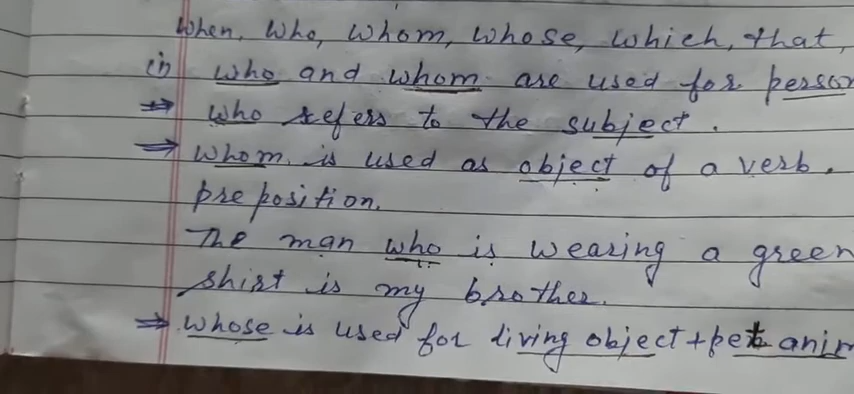 When, Who, Whom, Whose, Which, that,
(i) who and whom are used for person
⇒ Who refers to the subject.
⇒ Whom is used as object of a verb.
preposition.
The man who is wearing a green
shirt is my brother.
⇒ Whose is used for living object + pet anim